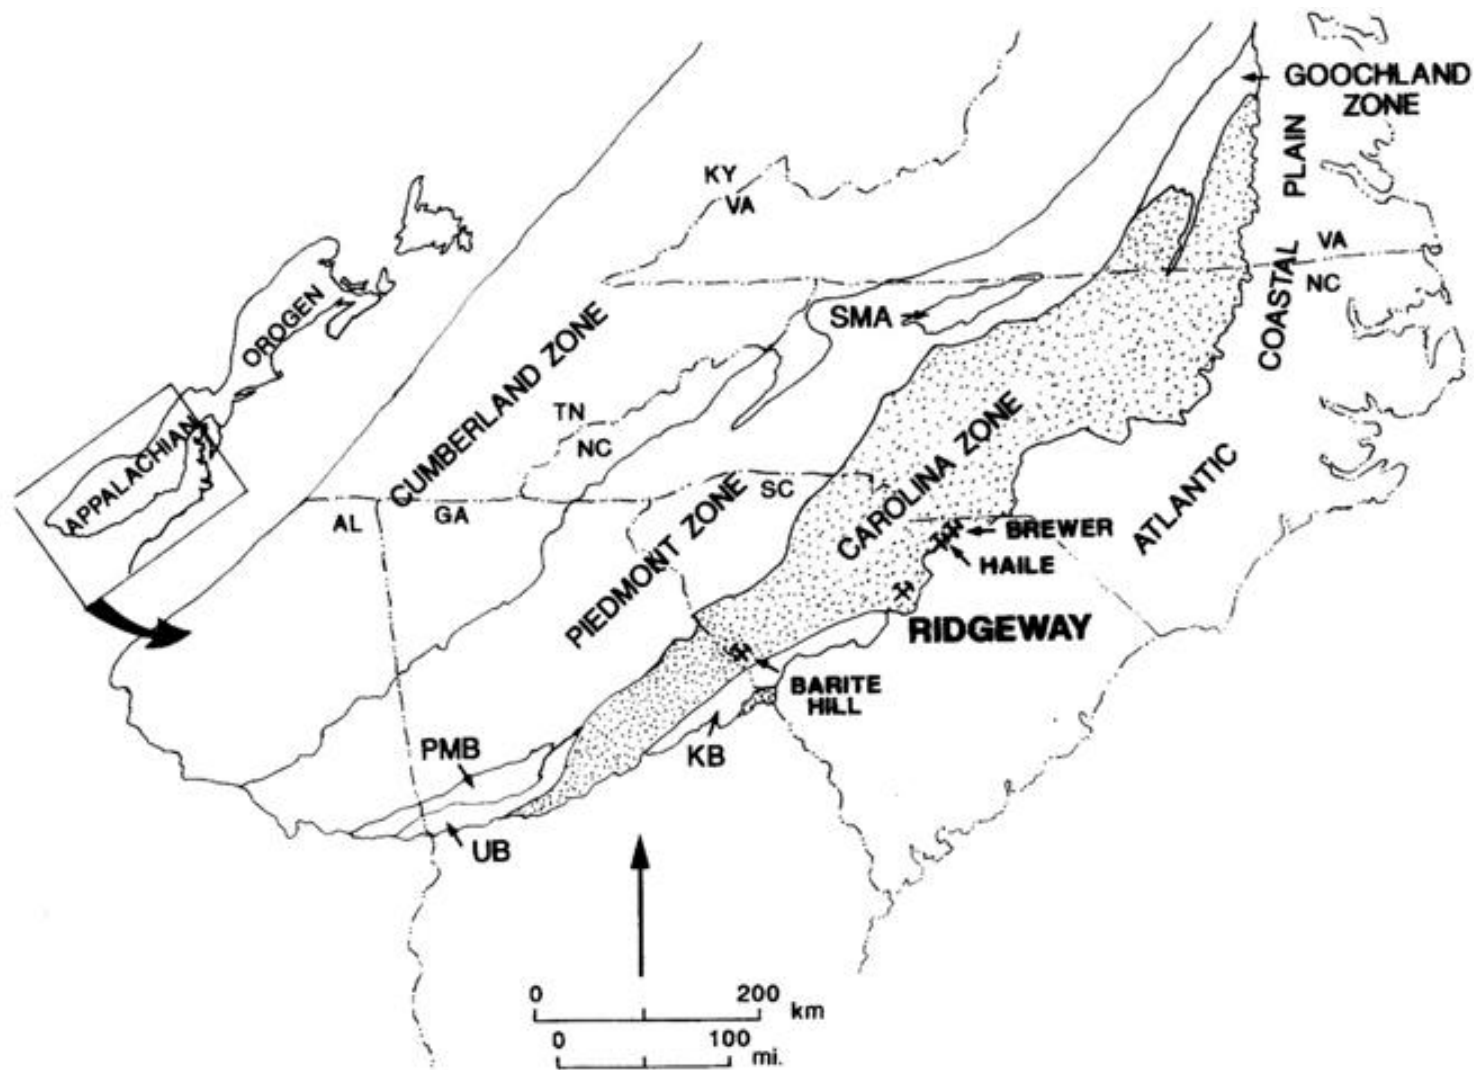 GOOCHLAND
ZONE
KY
VA
COASTAL PLAIN
VA
NC
OROGEN
SMA
CUMBERLAND ZONE
TN
NC
CAROLINA ZONE
APPALACHIAN
AL
GA
PIEDMONT ZONE
SC
ATLANTIC
BREWER
HAILE
RIDGEWAY
BARITE
HILL
PMB
KB
UB
0 200 km
0 100 mi.